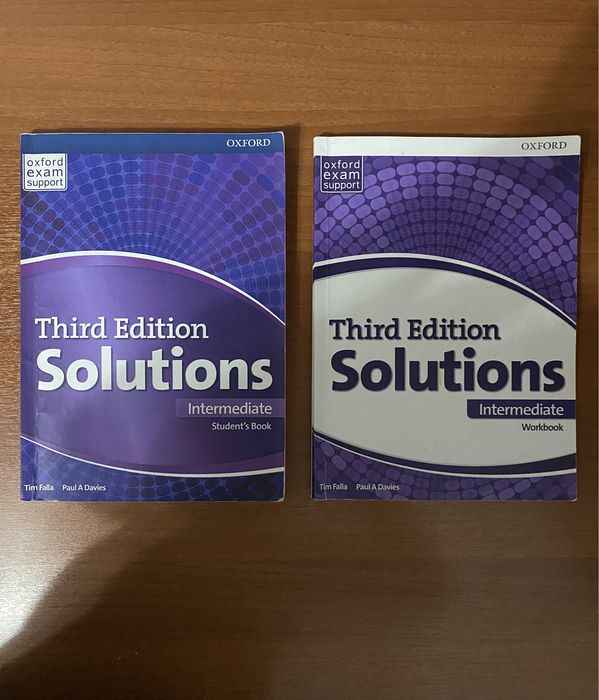 OXFORD
oxford
exam
support
Third Edition
Solutions
Intermediate
Student's Book
Tim Falla Paul A Davies
OXFORD
oxford
exam
support
Third Edition
Solutions
Intermediate
Workbook
Tim Falla Paul A Davies